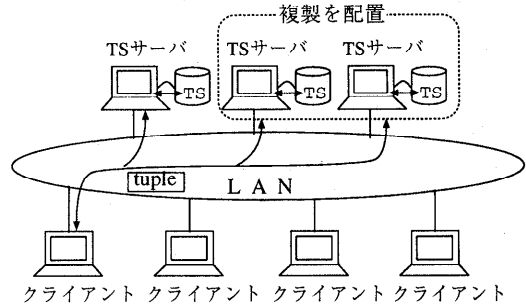 複製を配置
TSサーバ TSサーバ TSサーバ
TS TS TS
tuple
LAN
クライアント クライアント クライアント クライアント